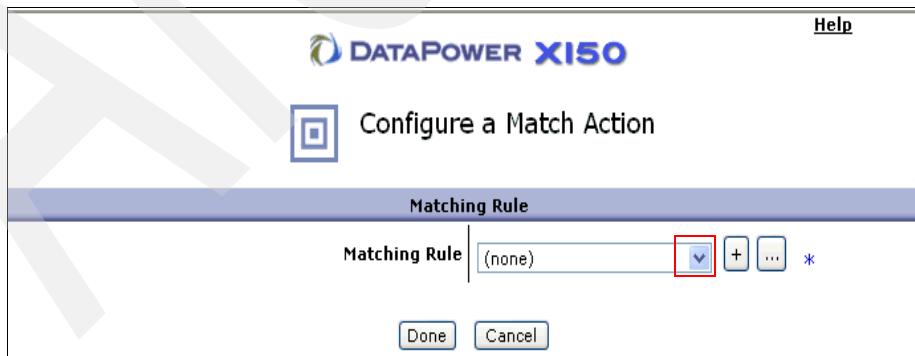 Help
DATAPOWER XI50
Configure a Match Action
Matching Rule
Matching Rule (none) + ... *
Done Cancel